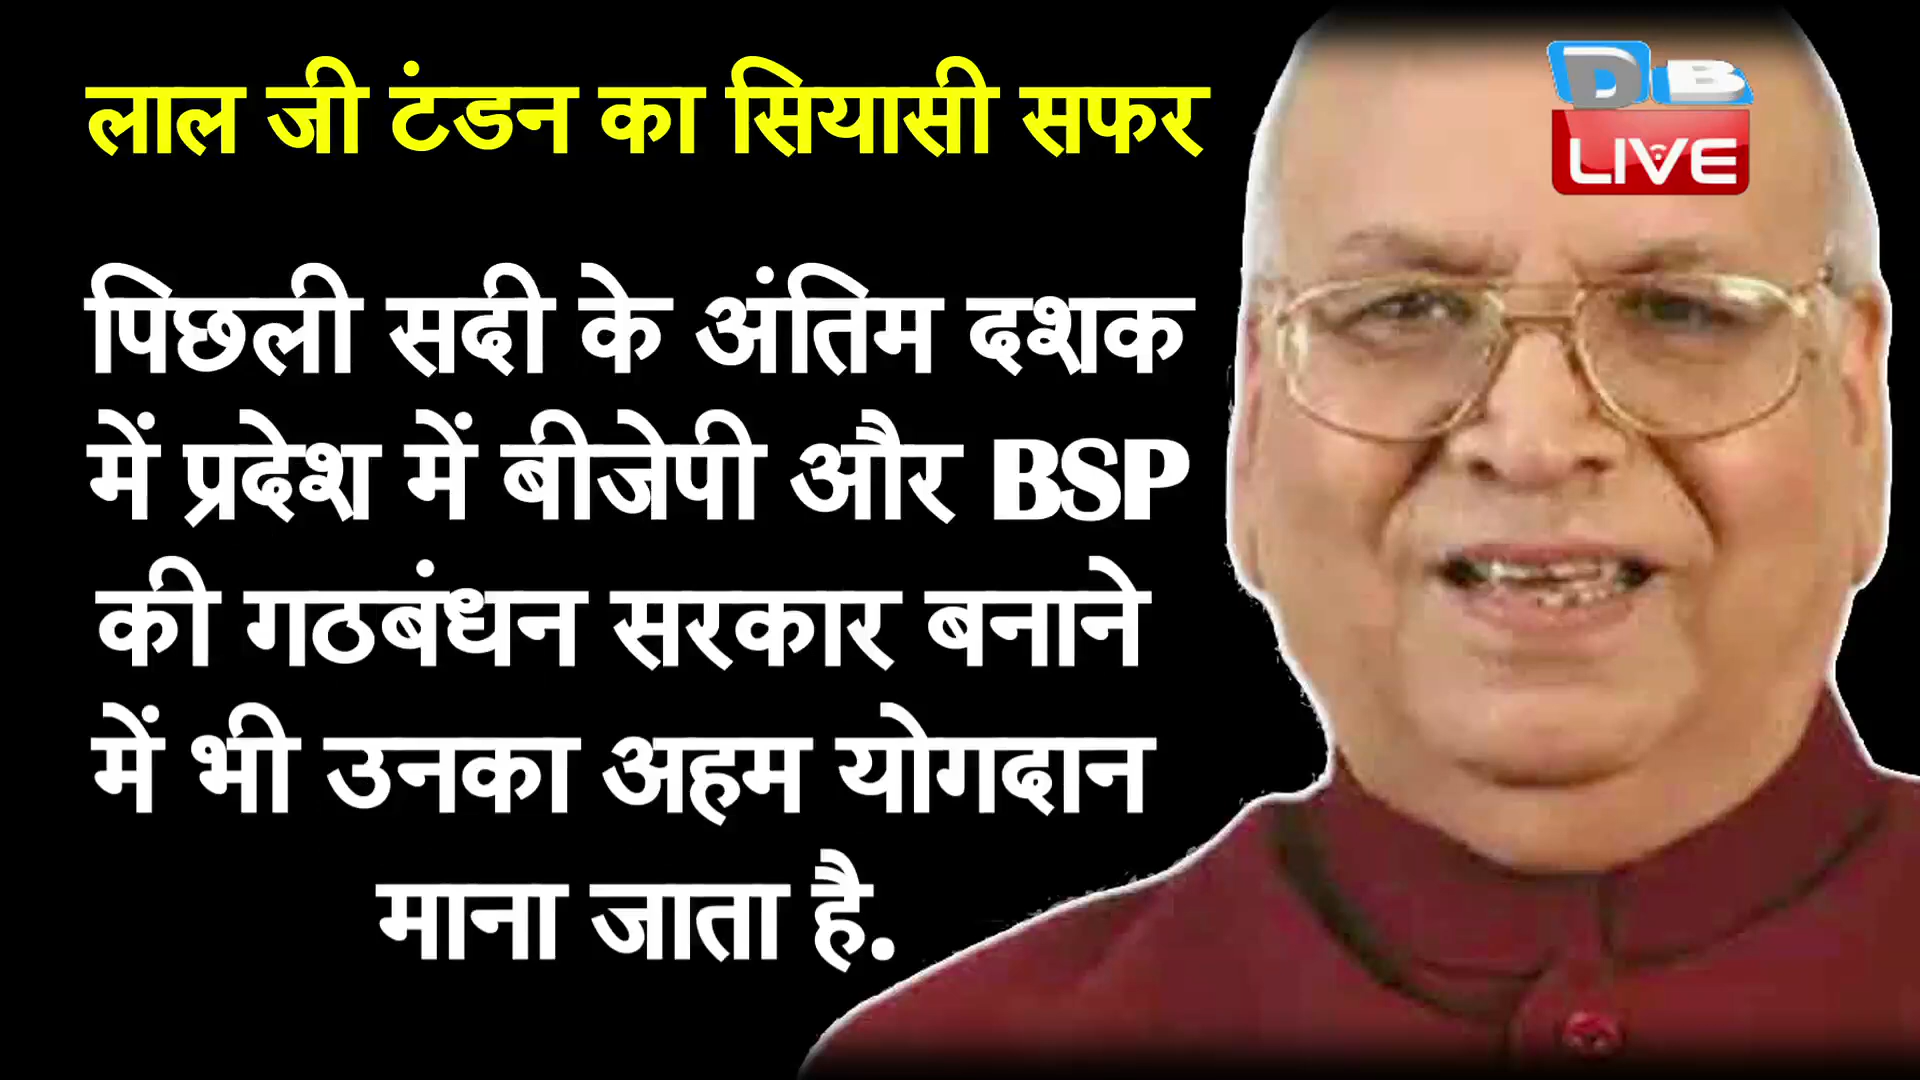 लाल जी टंडन का सियासी सफर
DB
LIVE
पिछली सदी के अंतिम दशक
में प्रदेश में बीजेपी और BSP
की गठबंधन सरकार बनाने
में भी उनका अहम योगदान
माना जाता है.